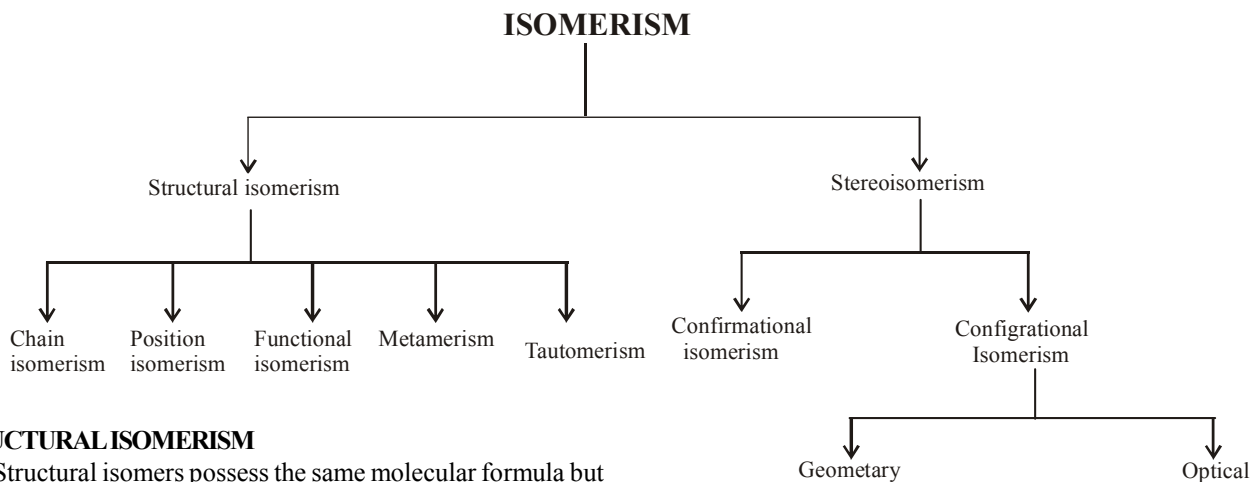 ISOMERISM
Structural isomerism
Stereoisomerism
Chain
isomerism
Position
isomerism
Functional
isomerism
Metamerism
Tautomerism
Confirmational
isomerism
Configrational
Isomerism
Geometary
Optical
UCTURAL ISOMERISM
Structural isomers possess the same molecular formula but